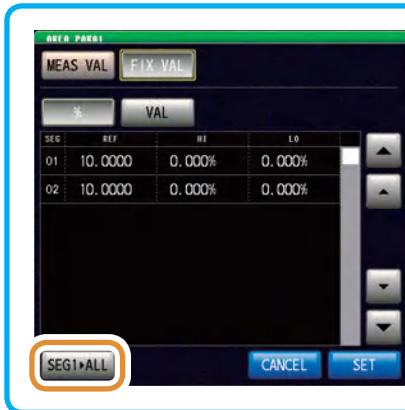 AREA PARA1
MEAS VAL FIX VAL
% VAL
SEG REF HI LO
01 10.0000 0.000% 0.000%
02 10.0000 0.000% 0.000%
SEG1▶ALL CANCEL SET